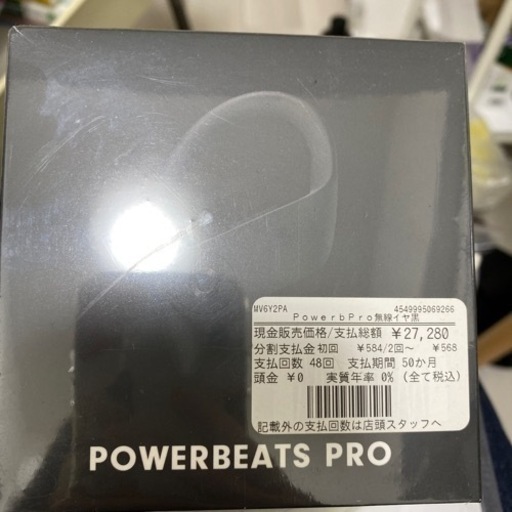 MV6Y2PA 4549995069266
PowerbPro無線イヤ黒
現金販売価格/支払総額 ¥27,280
分割支払金 初回 ¥584/2回~ ¥568
支払回数 48回 支払期間 50か月
頭金 ¥0 実質年率 0% (全て税込)
記載外の支払回数は店頭スタッフへ
POWERBEATS PRO